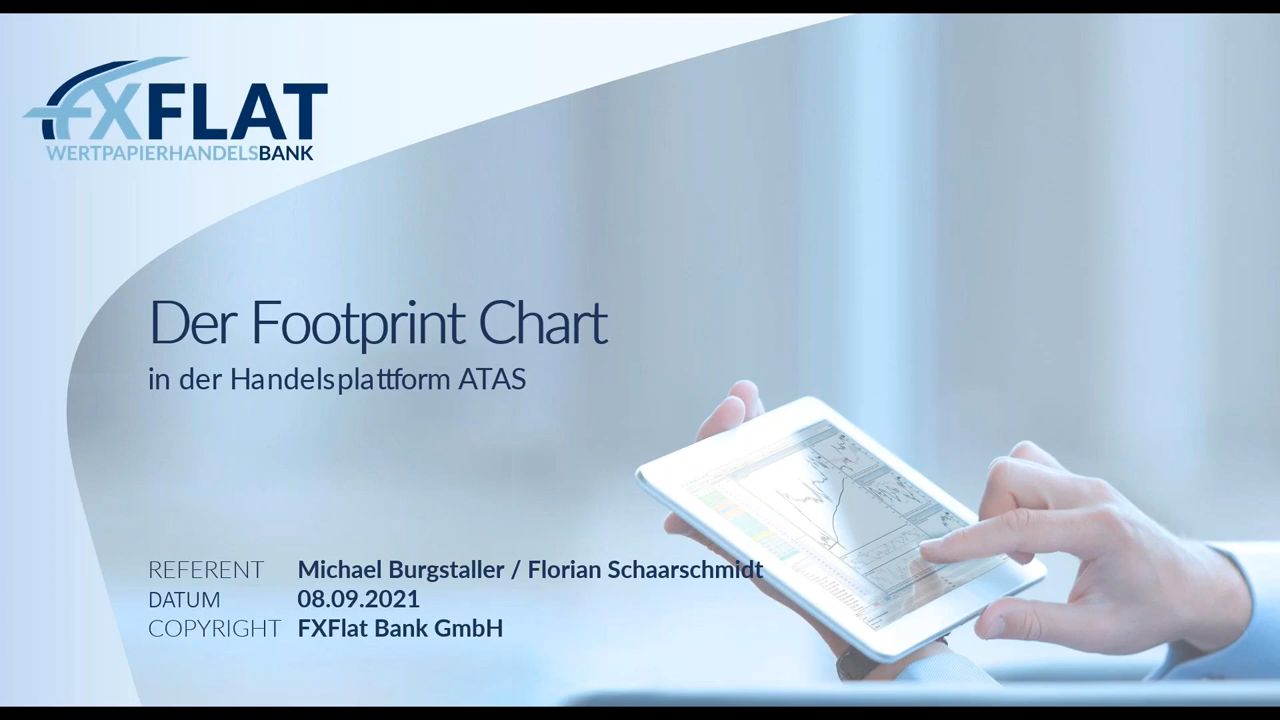 FXFLAT
WERTPAPIERHANDELSBANK
Der Footprint Chart
in der Handelsplattform ATAS
REFERENT Michael Burgstaller / Florian Schaarschmidt
DATUM 08.09.2021
COPYRIGHT FXFlat Bank GmbH